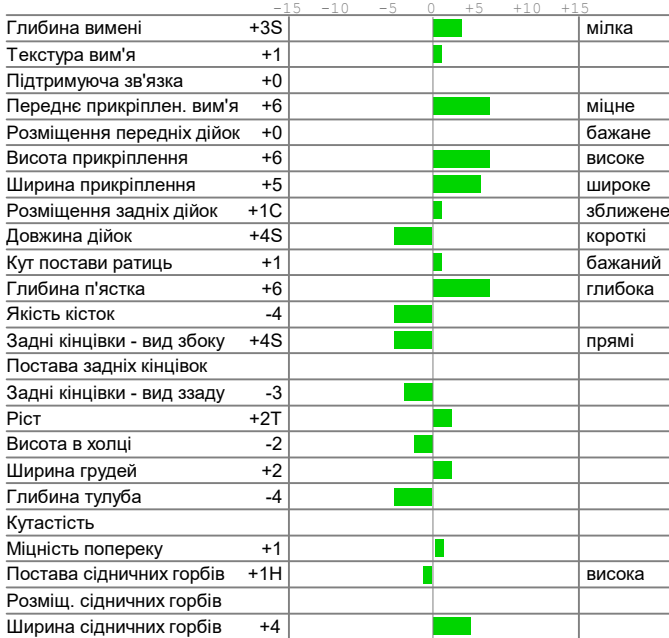 -15 -10 -5 0 +5 +10 +15
Глибина вимені +3S мілка
Текстура вим'я +1
Підтримуюча зв'язка +0
Переднє прикріплен. вим'я +6 міцне
Розміщення передніх дійок +0 бажане
Висота прикріплення +6 високе
Ширина прикріплення +5 широке
Розміщення задніх дійок +1C зближене
Довжина дійок +4S короткі
Кут постави ратиць +1 бажаний
Глибина п'ястка +6 глибока
Якість кісток -4
Задні кінцівки - вид збоку +4S прямі
Постава задніх кінцівок
Задні кінцівки - вид ззаду -3
Ріст +2T
Висота в холці -2
Ширина грудей +2
Глибина тулуба -4
Кутастість
Міцність попереку +1
Постава сідничних горбів +1H висока
Розміщ. сідничних горбів
Ширина сідничних горбів +4